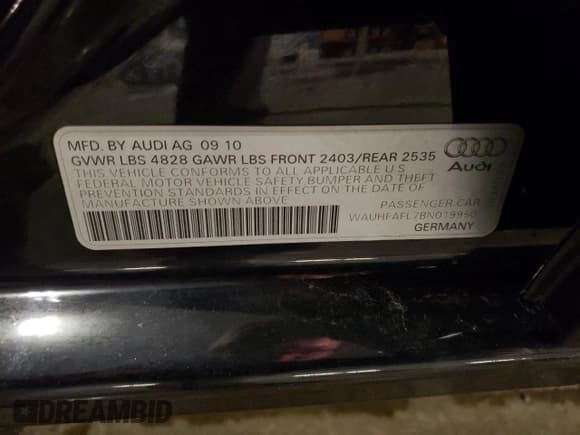 MFD. BY AUDI AG 09 10
GVWR LBS 4828 GAWR LBS FRONT 2403/REAR 2535
THIS VEHICLE CONFORMS TO ALL APPLICABLE U.S
FEDERAL MOTOR VEHICLE SAFETY BUMPER AND THEFT
PREVENTION STANDARDS IN EFFECT ON THE DATE OF
MANUFACTURE SHOWN ABOVE
Audi
PASSENGER CAR
WAUHFAFL7BN019950
GERMANY
DREAMBID